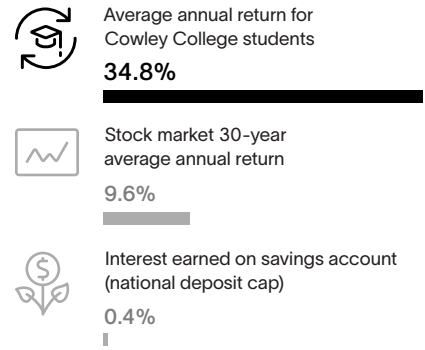 Average annual return for
Cowley College students
34.8%
Stock market 30-year
average annual return
9.6%
$
Interest earned on savings account
(national deposit cap)
0.4%